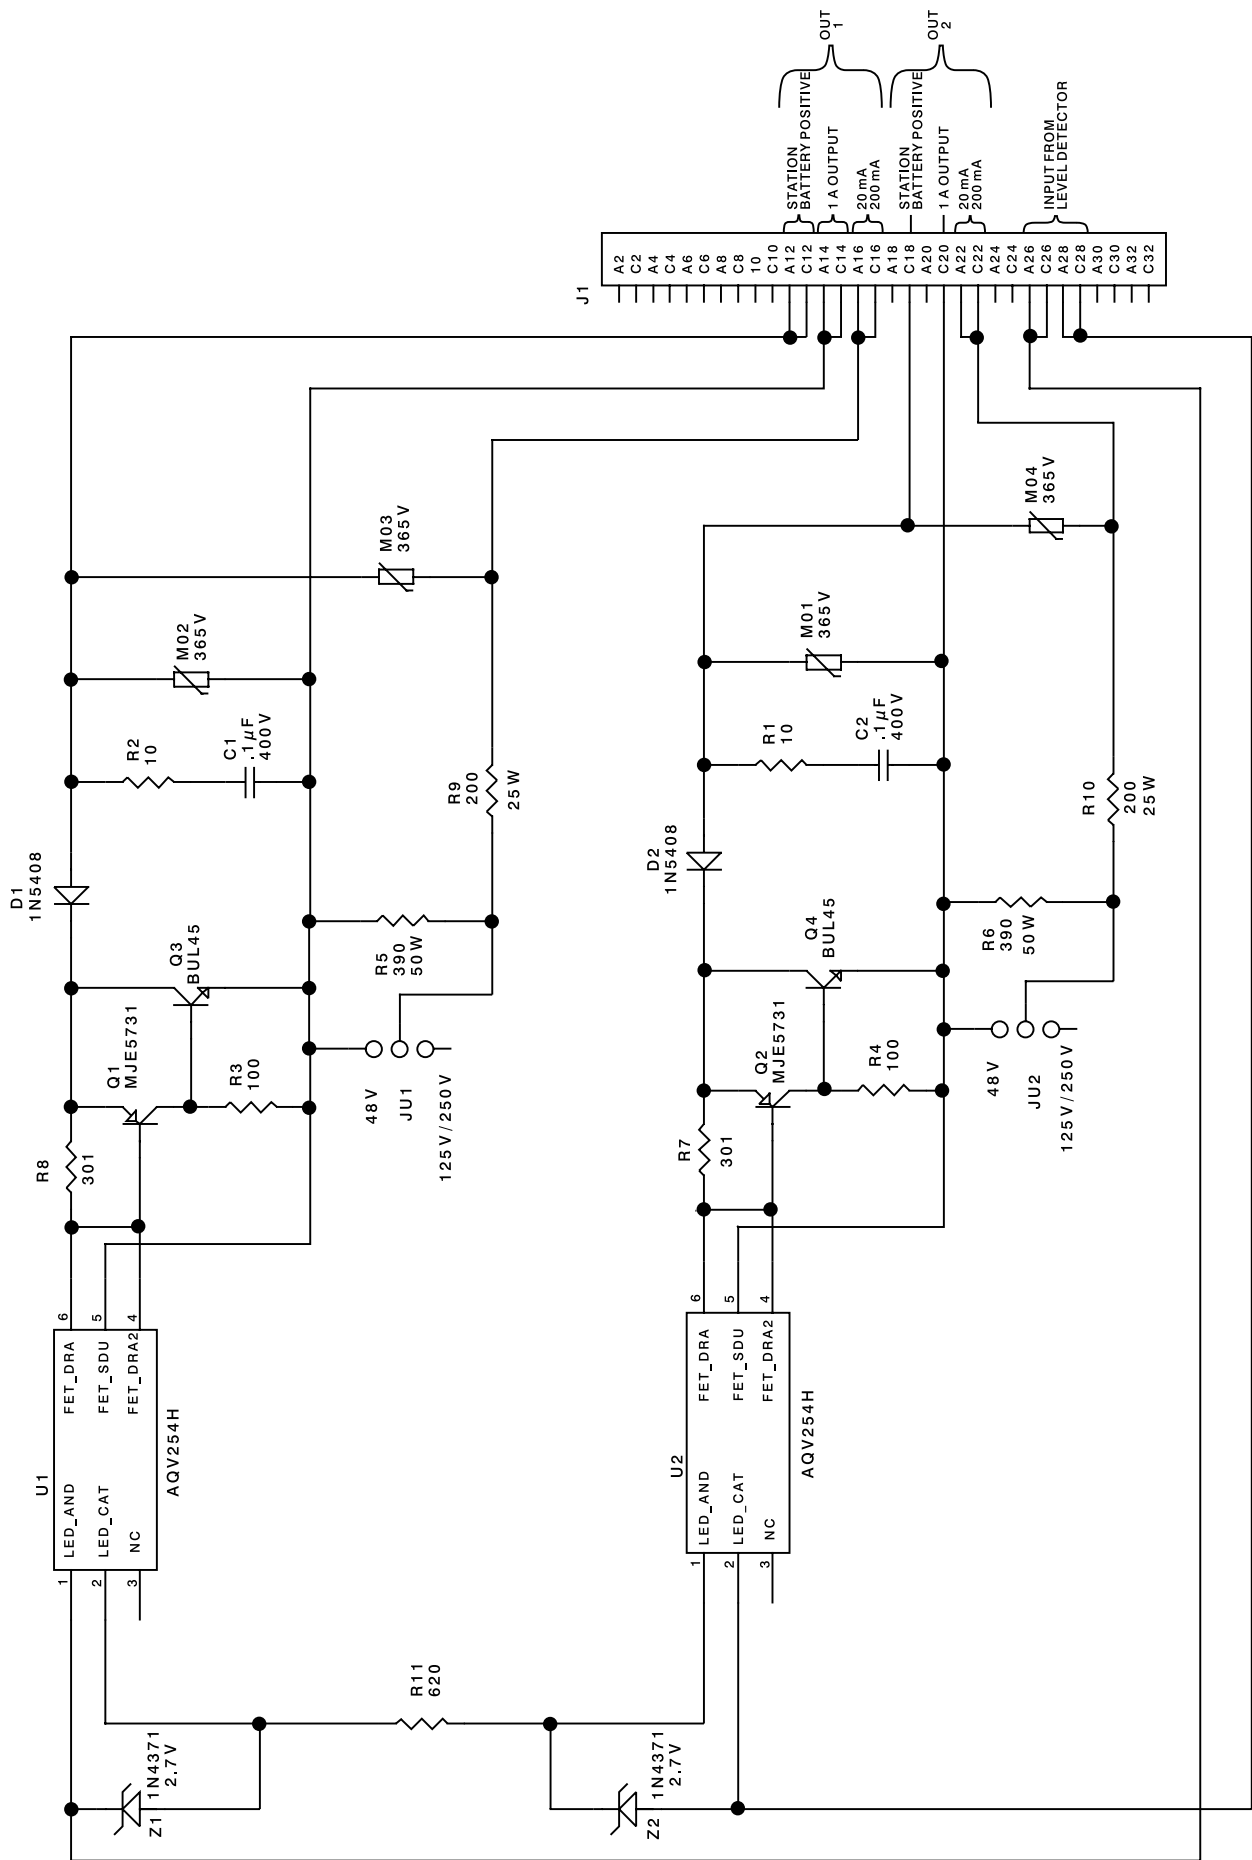 OUT
1
OUT
2
STATION
BATTERY POSITIVE
1 A OUTPUT
20 mA
200 mA
STATION
BATTERY POSITIVE
1 A OUTPUT
20 mA
200 mA
INPUT FROM
LEVEL DETECTOR
J1
A2
C2
A4
C4
A6
C6
A8
C8
10
C10
A12
C12
A14
C14
A16
C16
A18
C18
A20
C20
A22
C22
A24
C24
A26
C26
A28
C28
A30
C30
A32
C32
M03
365V
M04
365V
M02
365V
M01
365V
R2
10
C1
.1µF
400V
R1
10
C2
.1µF
400V
R9
200
25W
R10
200
25W
D1
1N5408
D2
1N5408
Q3
BUL45
Q4
BUL45
R5
390
50W
R6
390
50W
Q1
MJE5731
Q2
MJE5731
R3
100
R4
100
48V
JU1
125V/250V
48V
JU2
125V/250V
R8
301
R7
301
U1
6
5
4
FET_DRA
FET_SDU
FET_DRA2
LED_AND
LED_CAT
NC
1
2
3
AQV254H
U2
6
5
4
FET_DRA
FET_SDU
FET_DRA2
LED_AND
LED_CAT
NC
1
2
3
AQV254H
R11
620
Z1
1N4371
2.7V
Z2
1N4371
2.7V